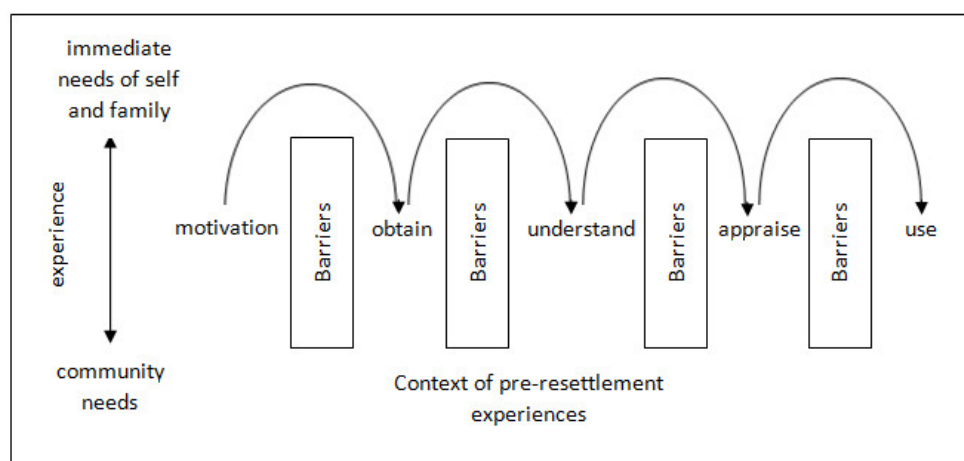 immediate
needs of self
and family
experience
community
needs
motivation
Barriers
obtain
Barriers
understand
Barriers
appraise
Barriers
use
Context of pre-resettlement
experiences